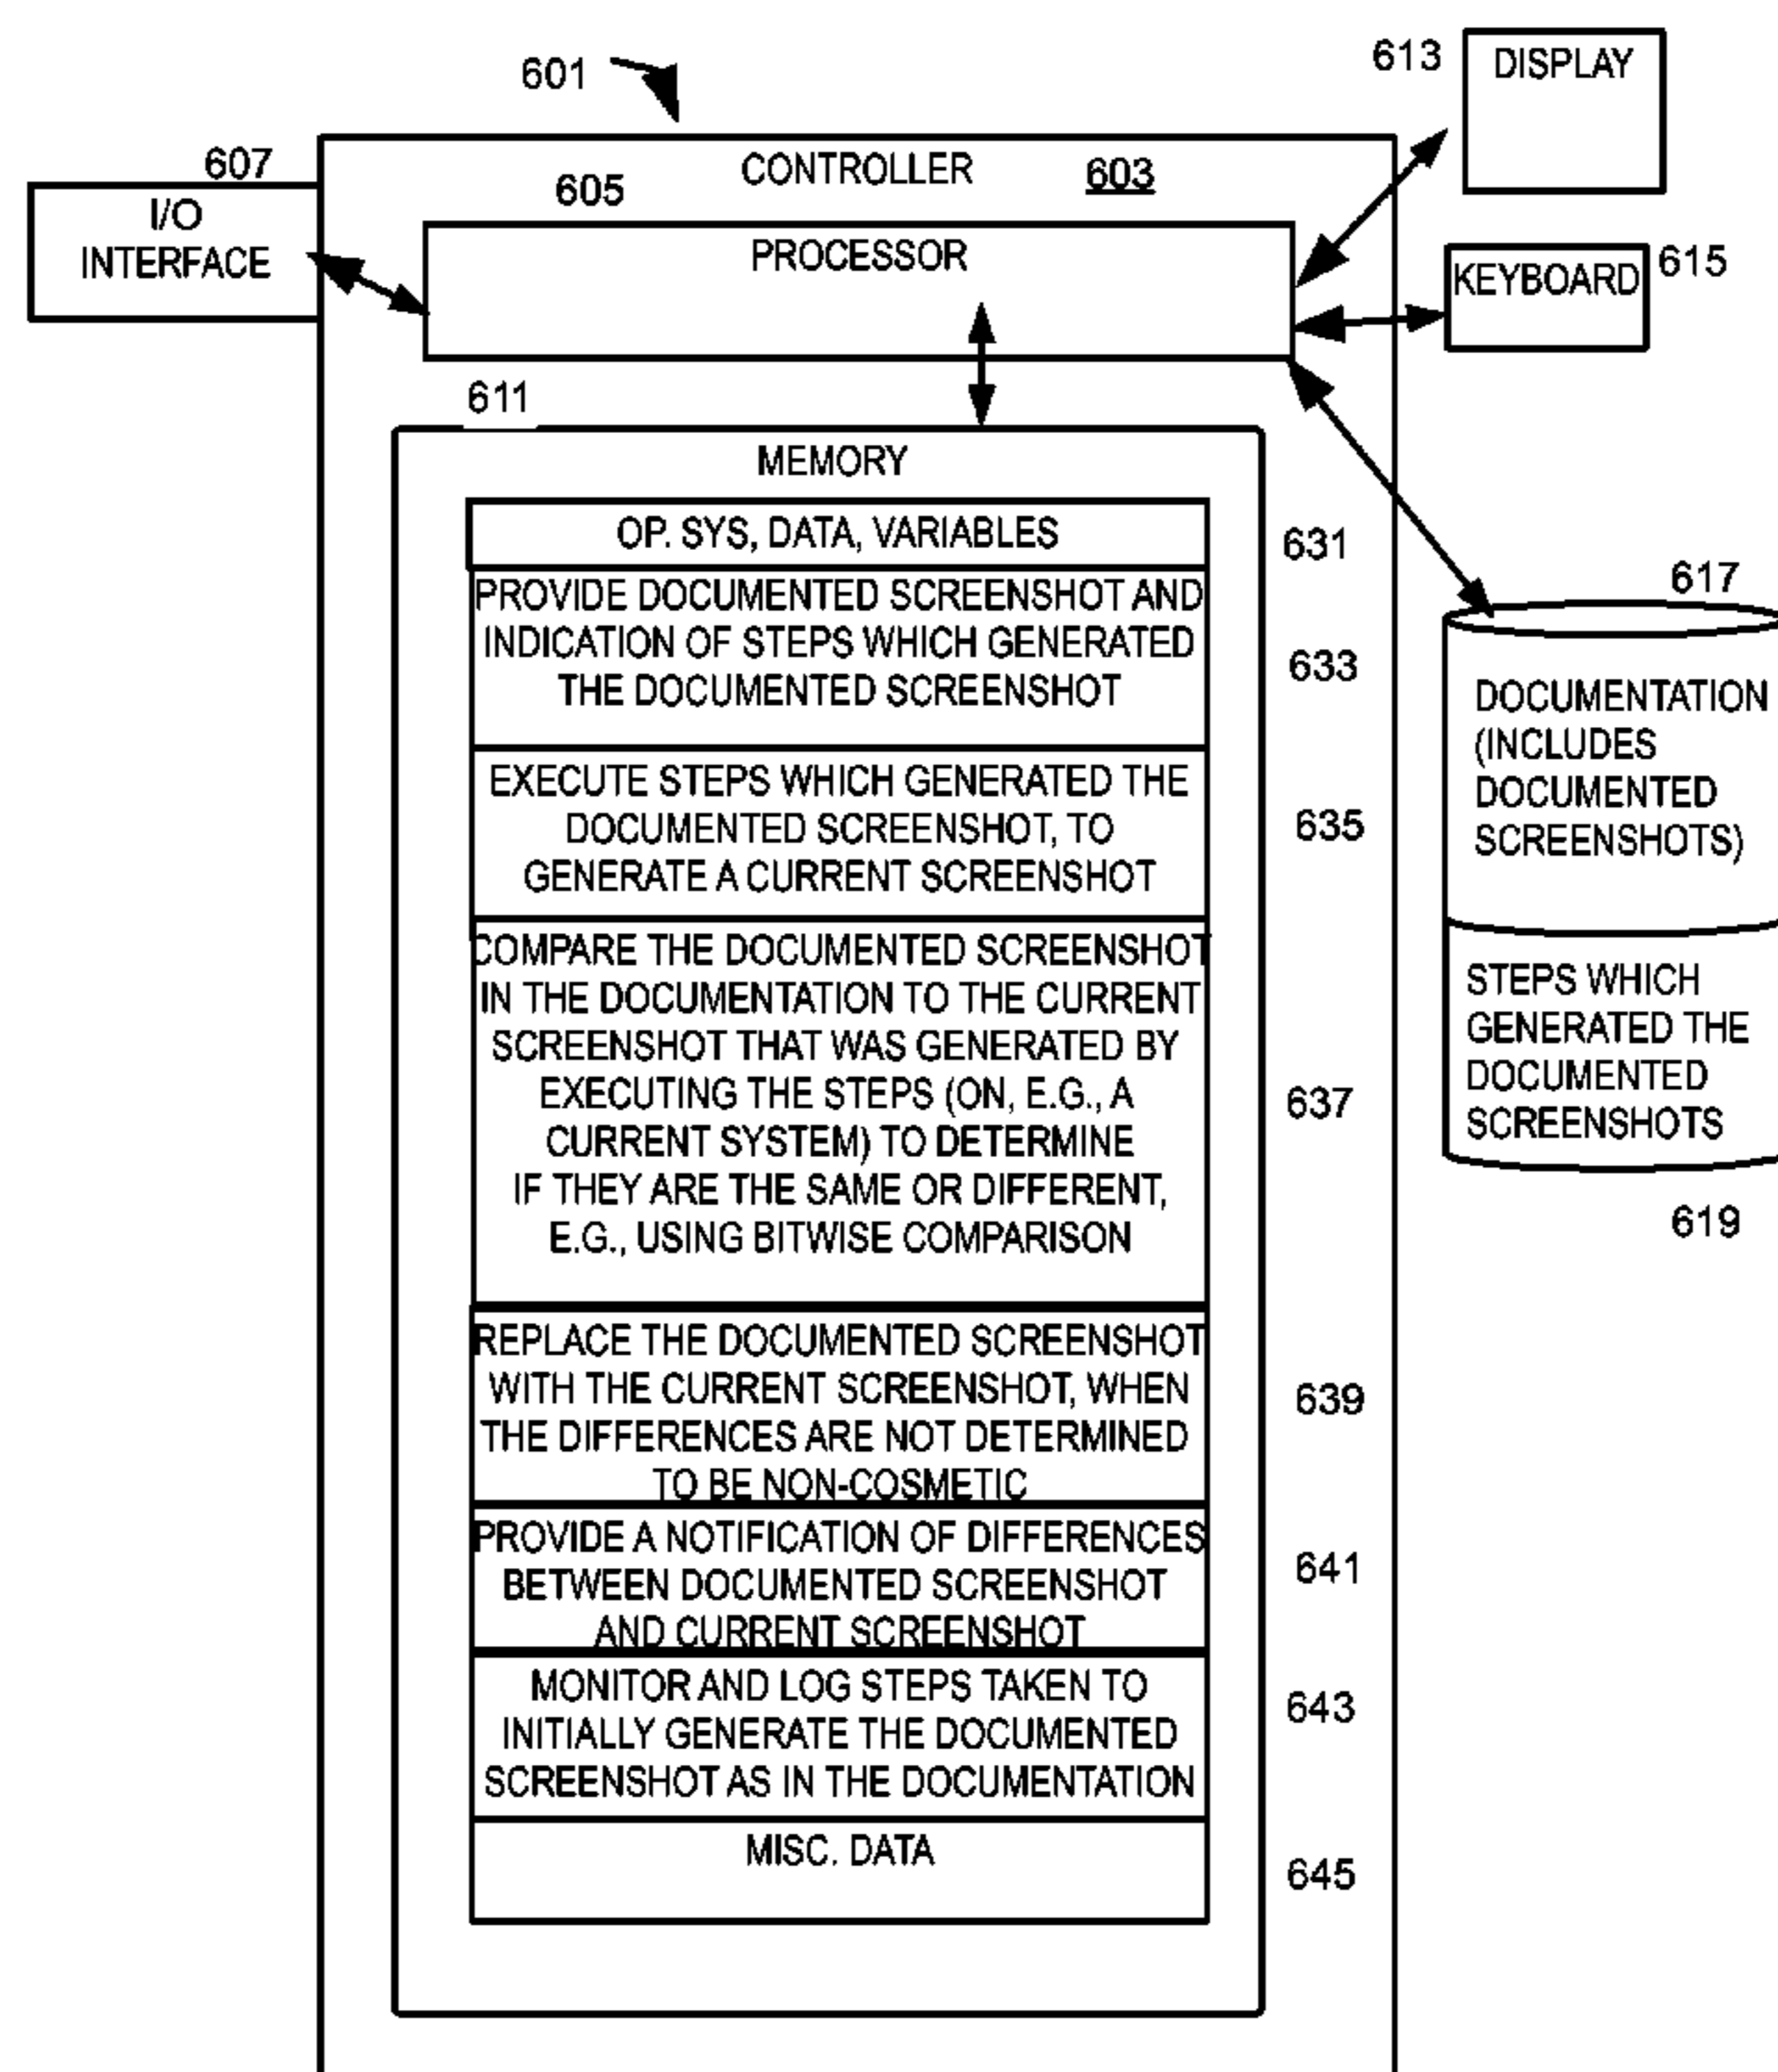 601
613
DISPLAY
607
I/O
INTERFACE
CONTROLLER
603
605
PROCESSOR
KEYBOARD
615
611
MEMORY
OP. SYS, DATA, VARIABLES
631
PROVIDE DOCUMENTED SCREENSHOT AND
INDICATION OF STEPS WHICH GENERATED
THE DOCUMENTED SCREENSHOT
633
EXECUTE STEPS WHICH GENERATED THE
DOCUMENTED SCREENSHOT, TO
GENERATE A CURRENT SCREENSHOT
635
COMPARE THE DOCUMENTED SCREENSHOT
IN THE DOCUMENTATION TO THE CURRENT
SCREENSHOT THAT WAS GENERATED BY
EXECUTING THE STEPS (ON, E.G., A
CURRENT SYSTEM) TO DETERMINE
IF THEY ARE THE SAME OR DIFFERENT,
E.G., USING BITWISE COMPARISON
637
REPLACE THE DOCUMENTED SCREENSHOT
WITH THE CURRENT SCREENSHOT, WHEN
THE DIFFERENCES ARE NOT DETERMINED
TO BE NON-COSMETIC
639
PROVIDE A NOTIFICATION OF DIFFERENCES
BETWEEN DOCUMENTED SCREENSHOT
AND CURRENT SCREENSHOT
641
MONITOR AND LOG STEPS TAKEN TO
INITIALLY GENERATE THE DOCUMENTED
SCREENSHOT AS IN THE DOCUMENTATION
643
MISC. DATA
645
617
DOCUMENTATION
(INCLUDES
DOCUMENTED
SCREENSHOTS)
STEPS WHICH
GENERATED THE
DOCUMENTED
SCREENSHOTS
619